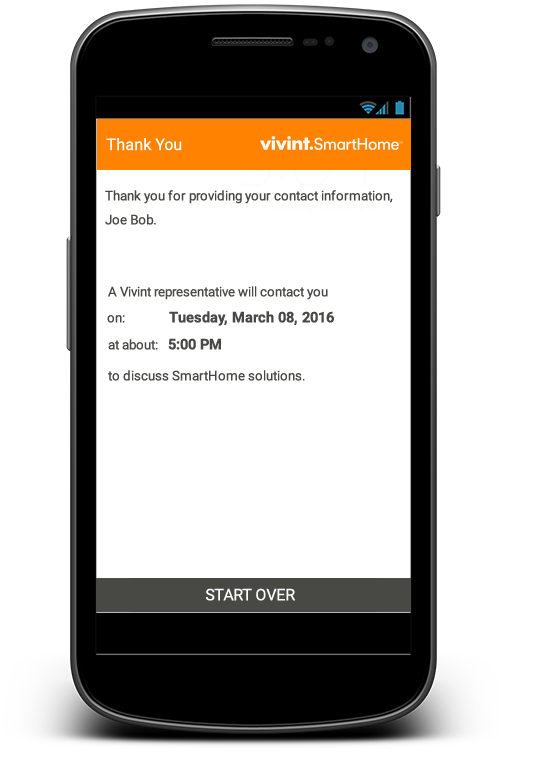 Thank You vivint.SmartHome
Thank you for providing your contact information,
Joe Bob.
A Vivint representative will contact you
on: Tuesday, March 08, 2016
at about: 5:00 PM
to discuss SmartHome solutions.
START OVER